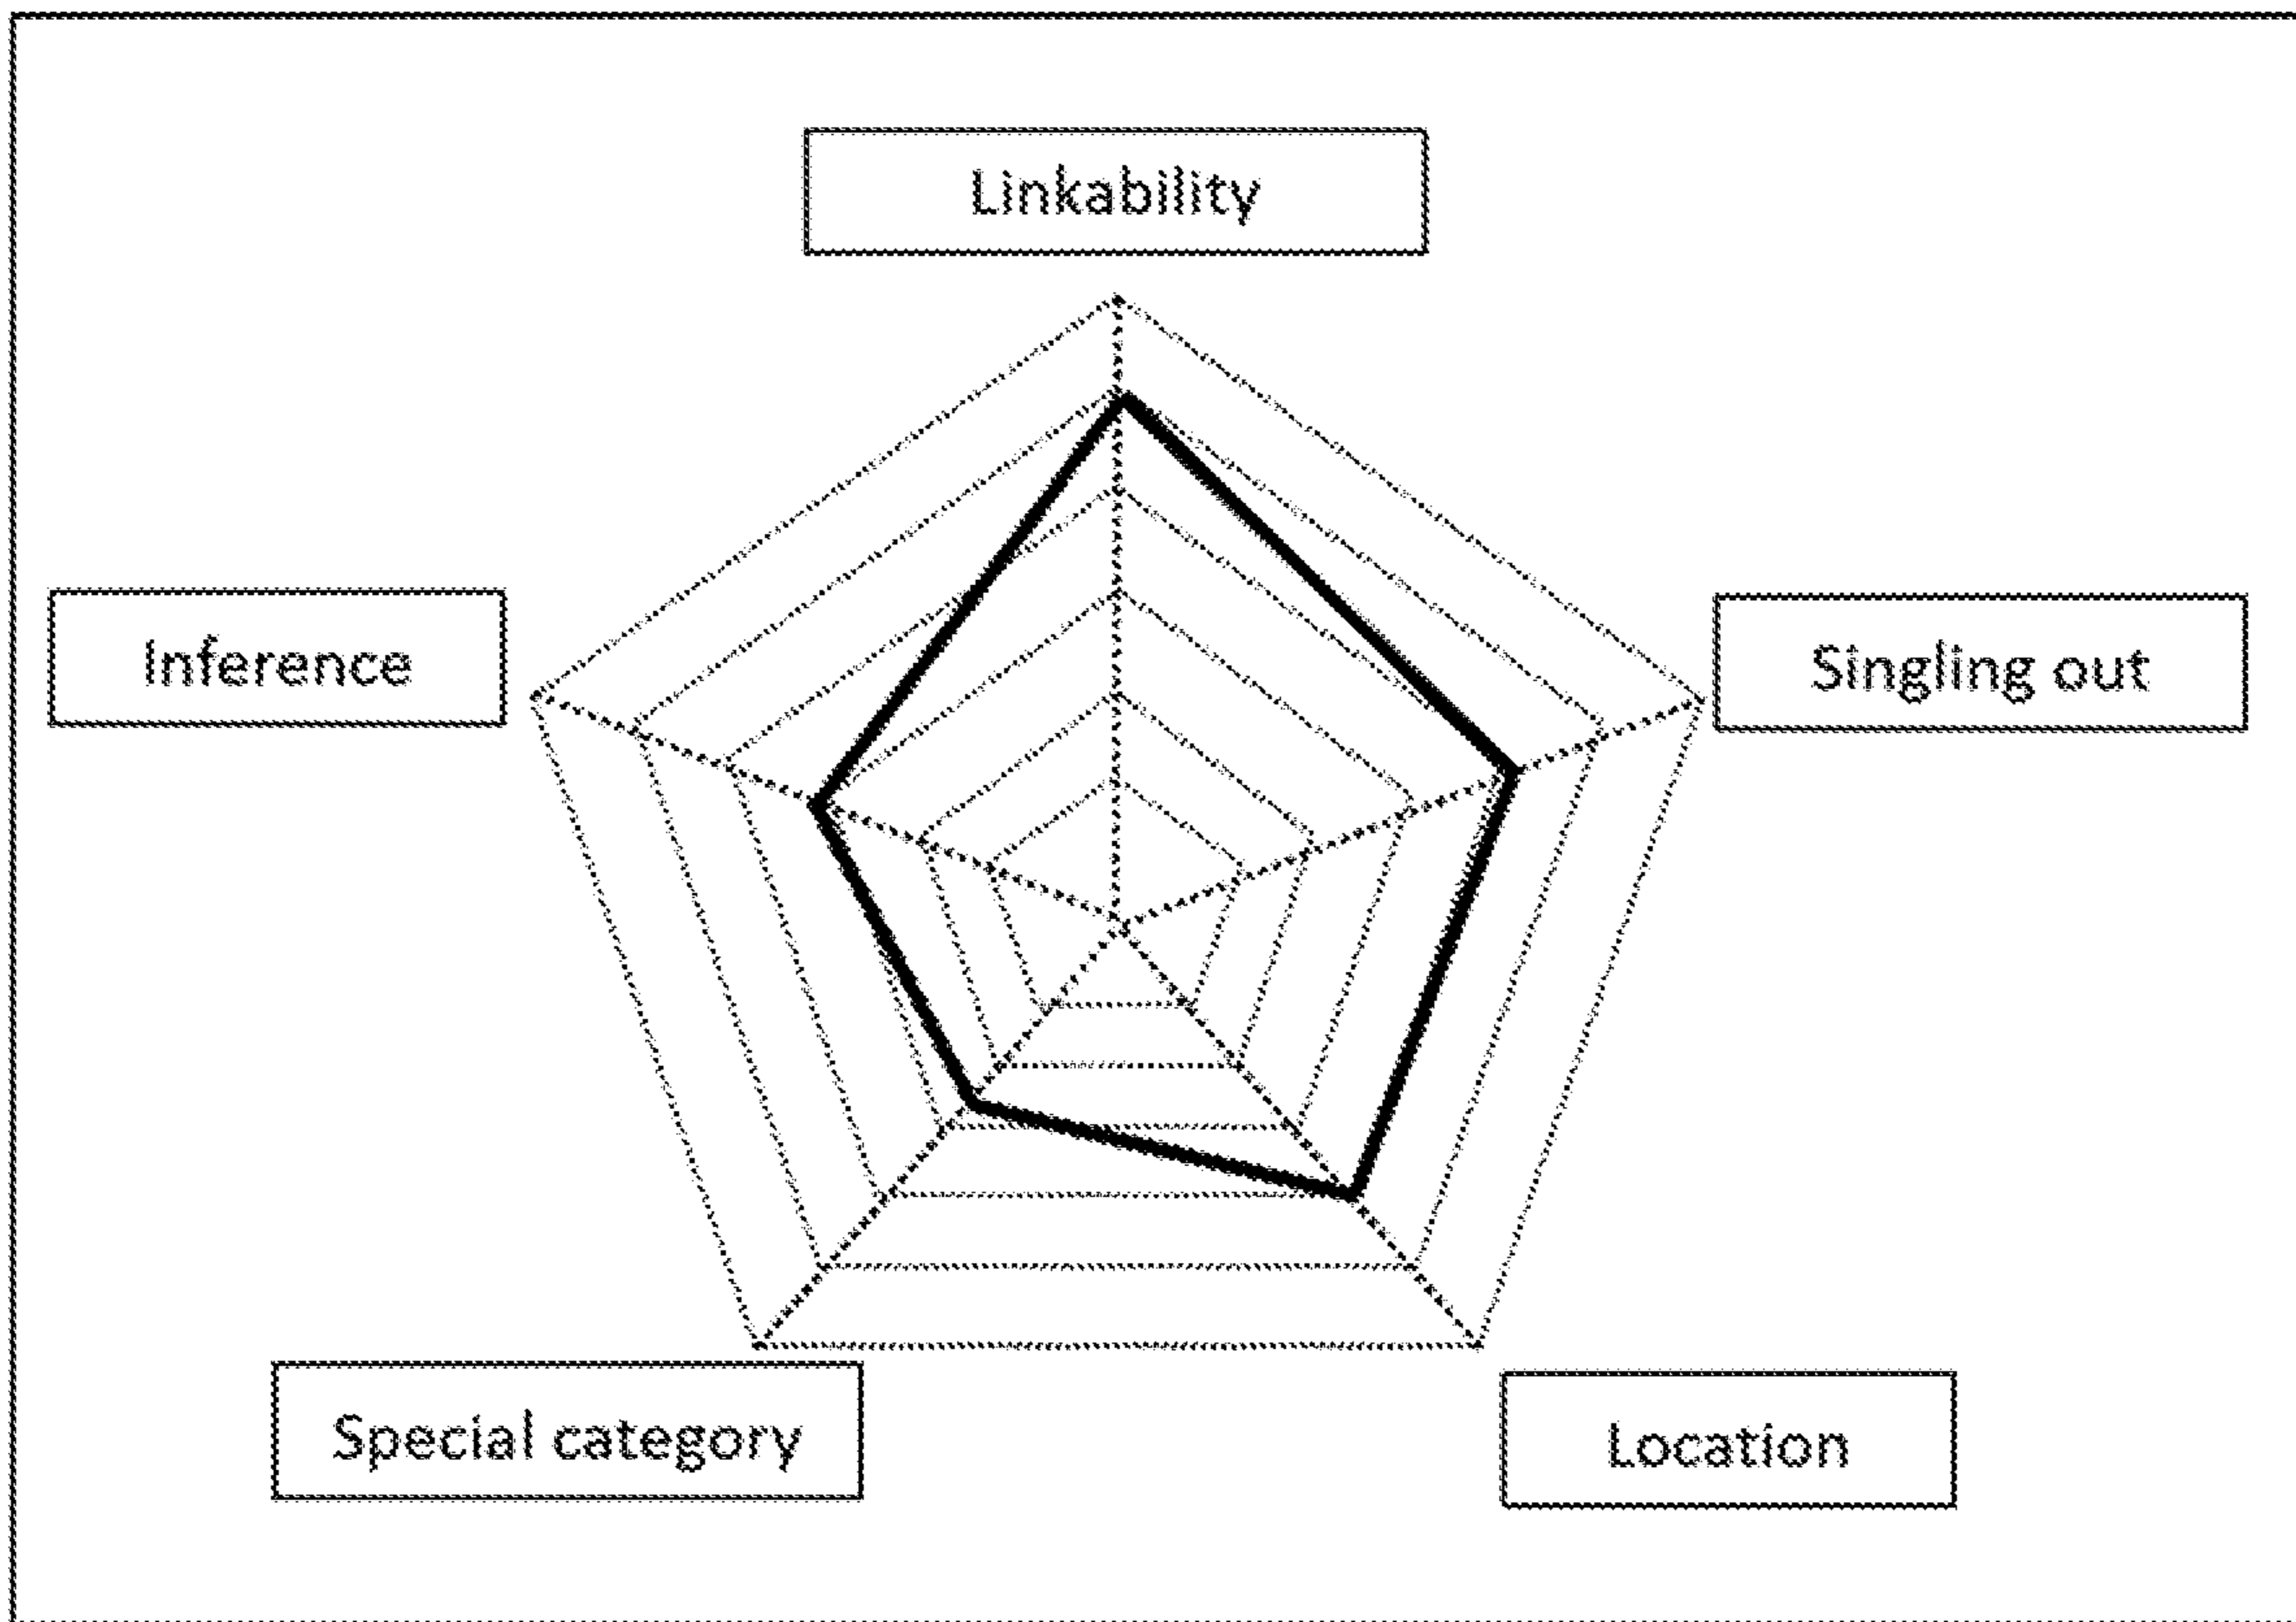 Linkability
Inference
Singling out
Special category
Location